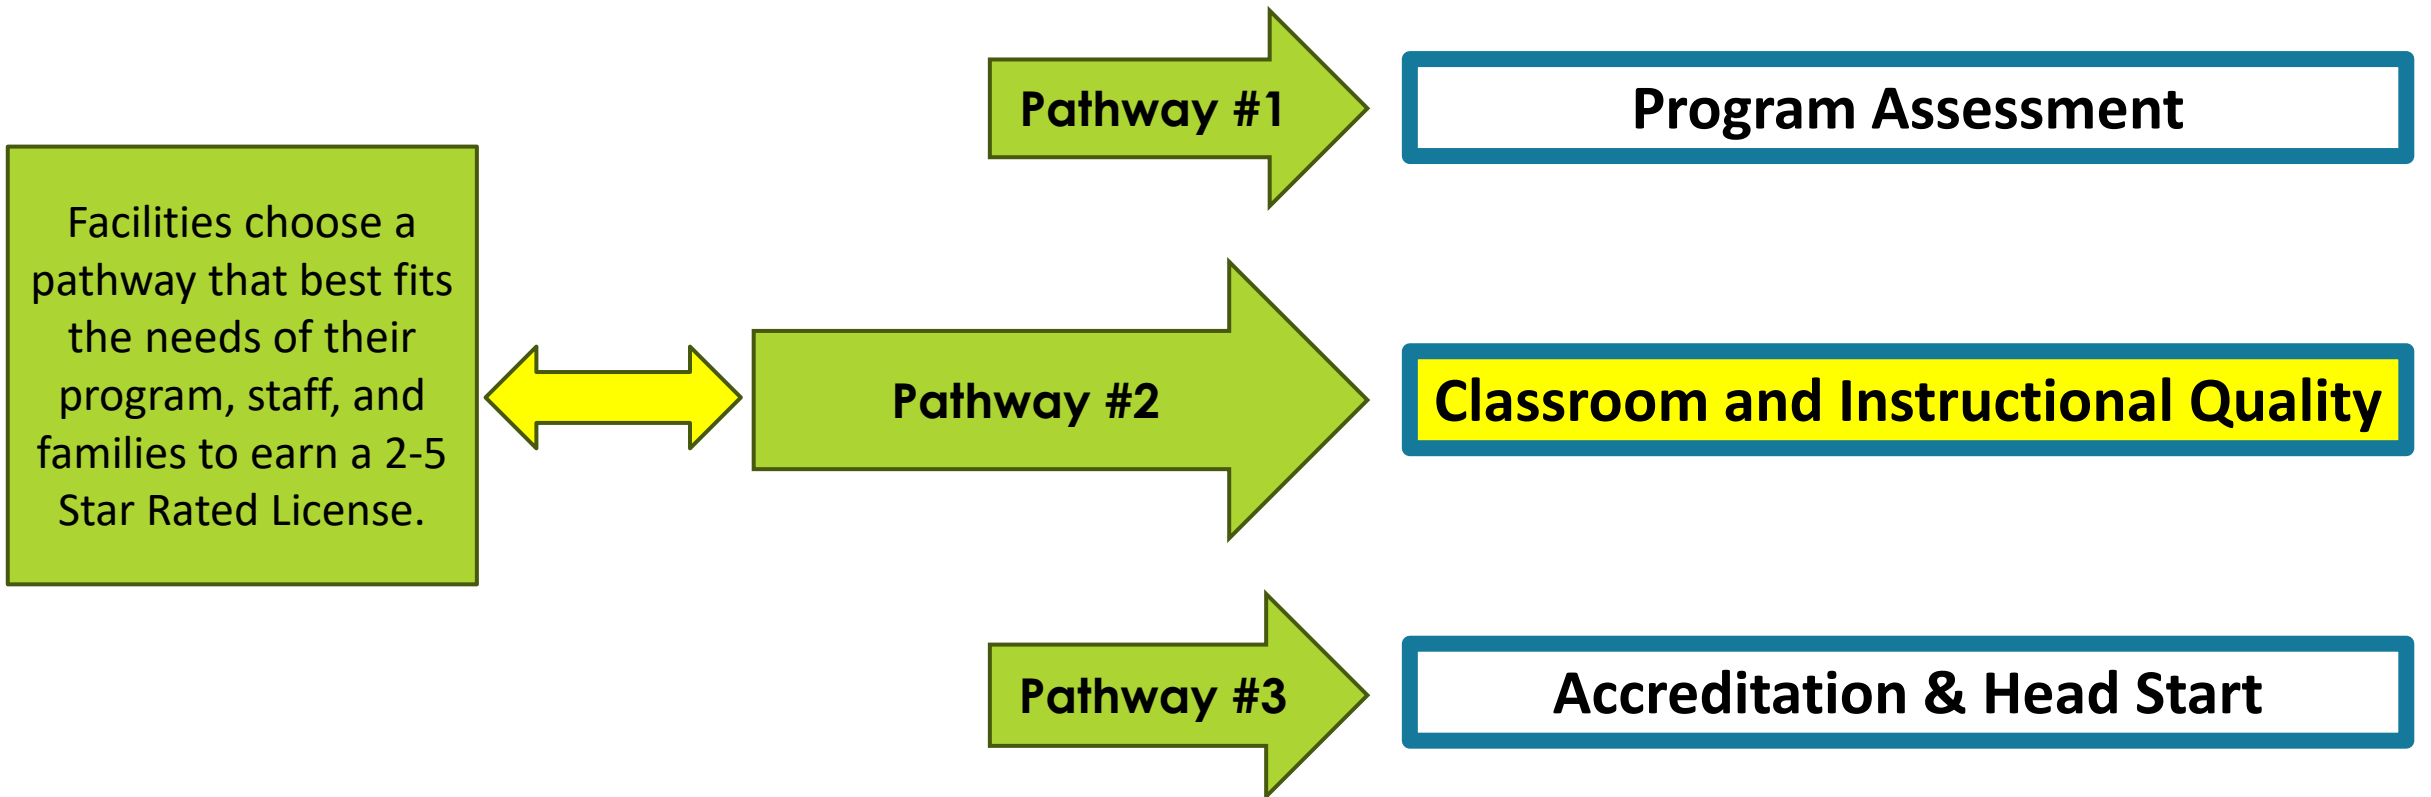 Facilities choose a
pathway that best fits
the needs of their
program, staff, and
families to earn a 2-5
Star Rated License.
Pathway #1
Program Assessment
Pathway #2
Classroom and Instructional Quality
Pathway #3
Accreditation & Head Start